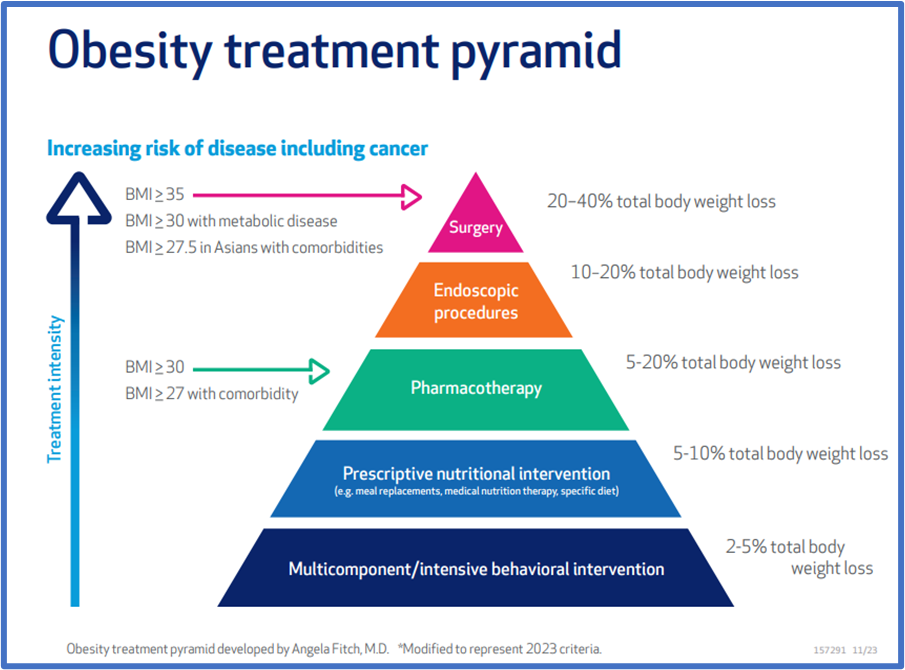 Obesity treatment pyramid
Increasing risk of disease including cancer
BMI ≥ 35
BMI ≥ 30 with metabolic disease
BMI ≥ 27.5 in Asians with comorbidities
Surgery
20–40% total body weight loss
Endoscopic
procedures
10–20% total body weight loss
BMI ≥ 30
BMI ≥ 27 with comorbidity
Pharmacotherapy
5-20% total body weight loss
Treatment intensity
Prescriptive nutritional intervention
(e.g. meal replacements, medical nutrition therapy, specific diet)
5-10% total body weight loss
Multicomponent/intensive behavioral intervention
2-5% total body
weight loss
Obesity treatment pyramid developed by Angela Fitch, M.D. *Modified to represent 2023 criteria.
157291 11/23